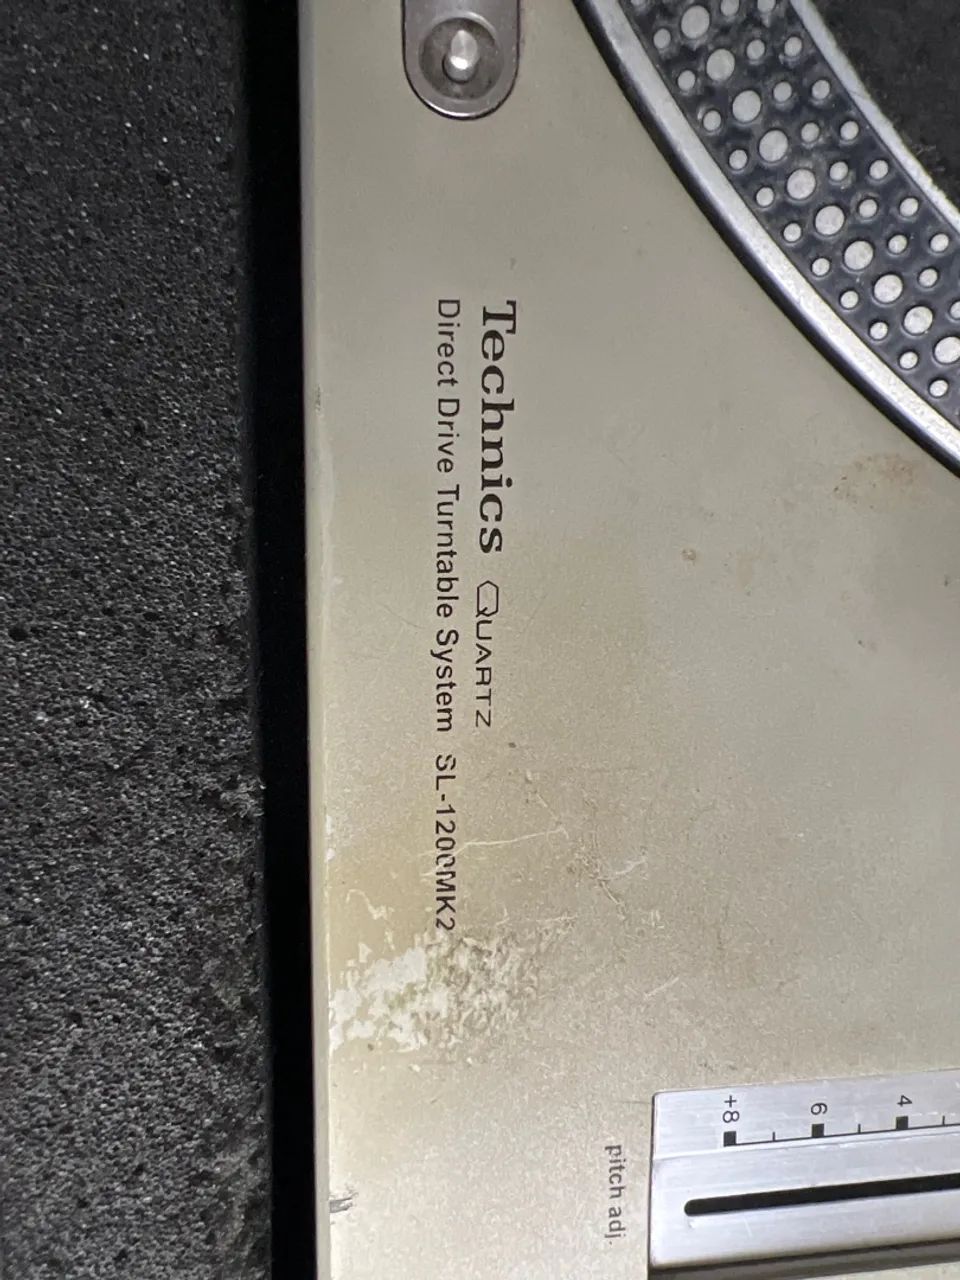 Technics QUARTZ
Direct Drive Turntable System SL-1200MK2
+8 6 4
pitch adj.